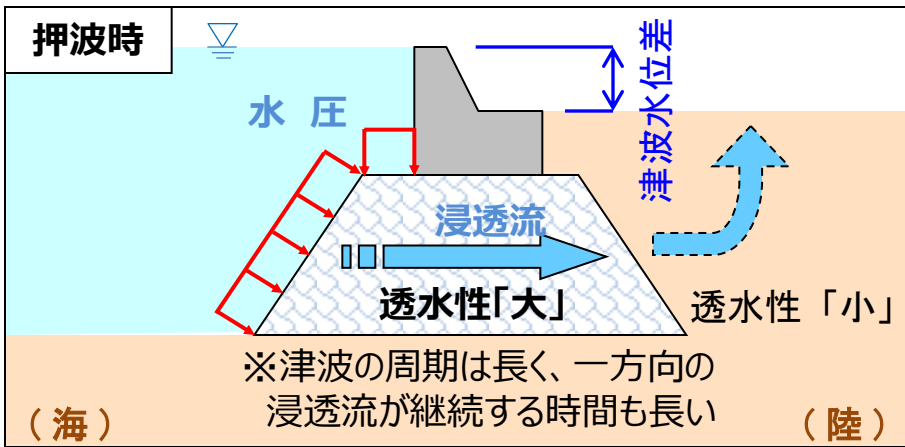 押波時
水 圧
津波水位差
浸透流
透水性「大」
透水性「小」
※津波の周期は長く、一方向の
浸透流が継続する時間も長い
（海）
（陸）